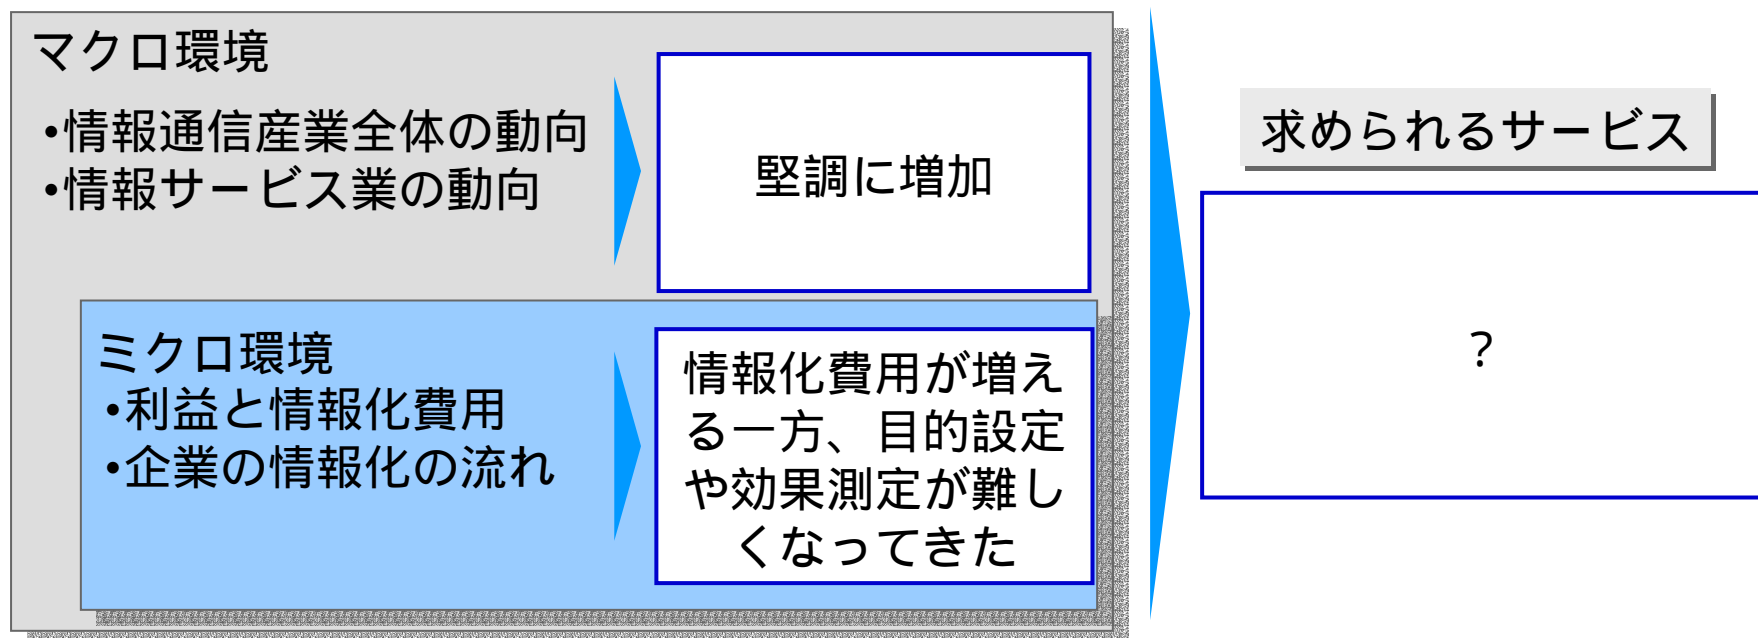 マクロ環境
•情報通信産業全体の動向
•情報サービス業の動向
堅調に増加
ミクロ環境
•利益と情報化費用
•企業の情報化の流れ
情報化費用が増え
る一方、目的設定
や効果測定が難し
くなってきた
求められるサービス
？